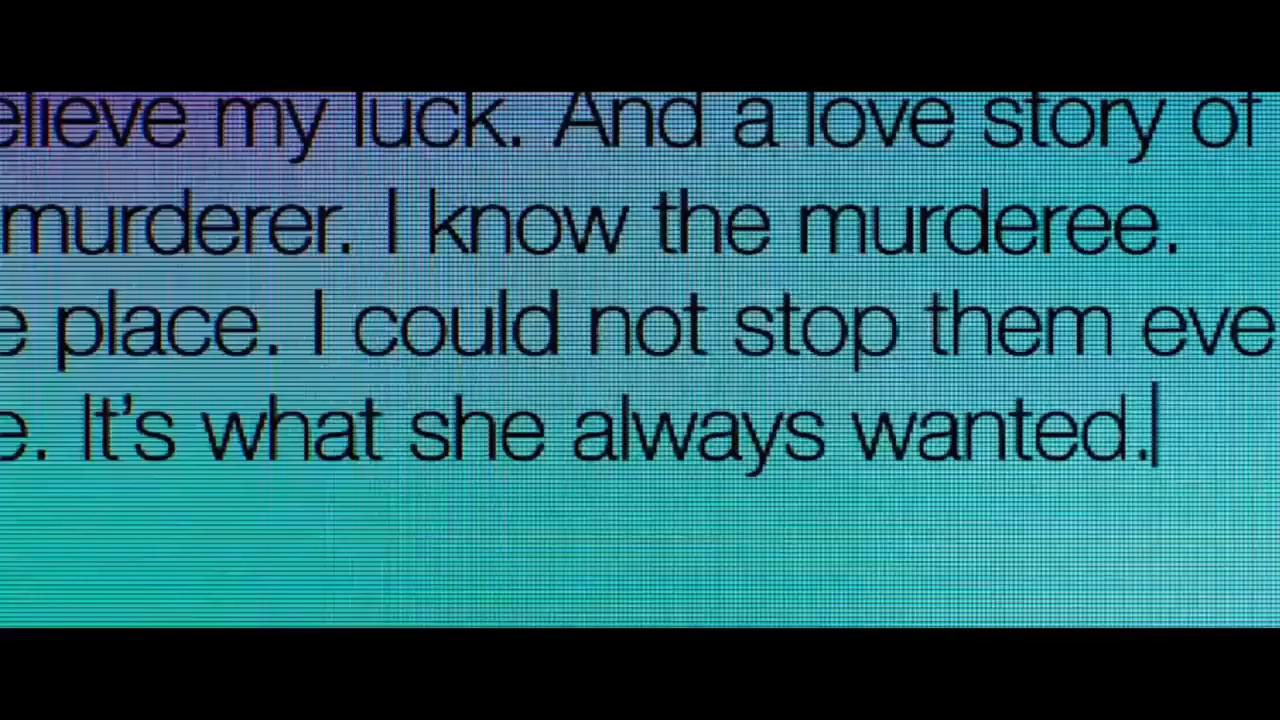 elieve my luck. And a love story of
murderer. I know the murderee.
e place. I could not stop them eve
e. It's what she always wanted.